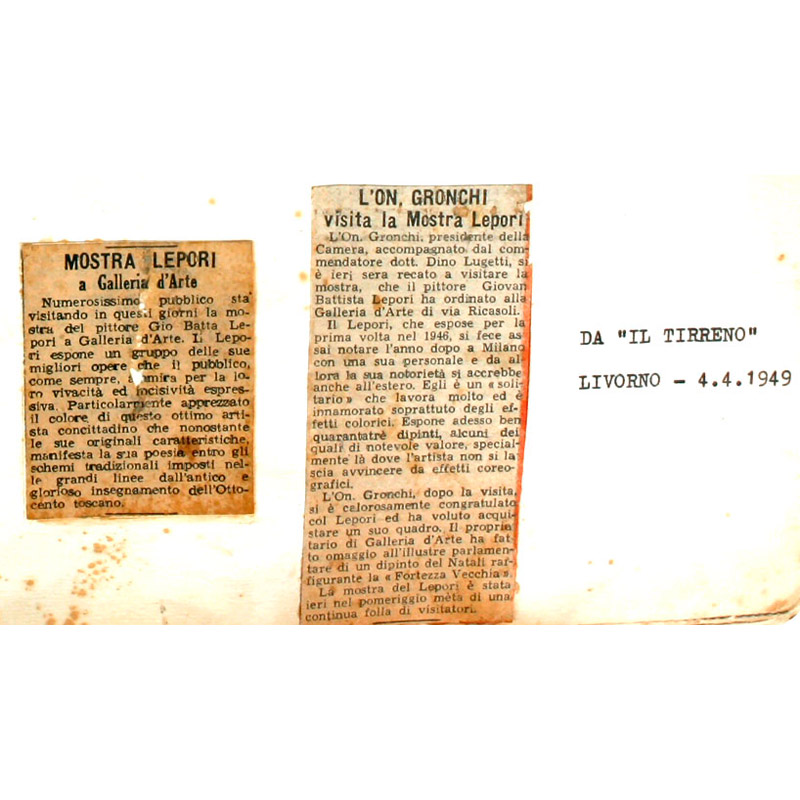 MOSTRA LEPORI
a Galleria d'Arte
Numerosissimo pubblico sta
visitando in questi giorni la mo-
stra del pittore Gio Batta Le-
pori a Galleria d'Arte. Il Lepo-
ri espone un gruppo delle sue
migliori opere che il pubblico,
come sempre, ammira per la lo-
ro vivacità ed incisività espres-
siva. Particolarmente apprezzato
il colore di questo ottimo arti-
sta concittadino che nonostante
le sue originali caratteristiche,
manifesta la sua poesia entro gli
schemi tradizionali imposti nel-
le grandi linee dall'antico e
glorioso insegnamento dell'Otto-
cento toscano.
L'ON. GRONCHI
visita la Mostra Lepori
L'On. Gronchi, presidente della
Camera, accompagnato dal com-
mendatore dott. Dino Lugetti, si
è ieri sera recato a visitare la
mostra, che il pittore Giovan
Battista Lepori ha ordinato alla
Galleria d'Arte di via Ricasoli.
Il Lepori, che espose per la
prima volta nel 1946, si fece as
sai notare l'anno dopo a Milano
con una sua personale e da al
lora la sua notorietà si accrebbe
anche all'estero. Egli è un « soli-
tario » che lavora molto ed è
innamorato soprattuto degli ef
fetti coloricí. Espone adesso ben
quarantatrè dipinti, alcuni dei
quali di notevole valore, special-
mente là dove l'artista non si la
scia avvincere da effetti coreo-
grafici.
L'On. Gronchi, dopo la visita,
si è calorosamente congratulato
col Lepori ed ha voluto acqui
stare un suo quadro. Il proprie
tario di Galleria d'Arte ha fat
to omaggio all'illustre parlamen-
tare di un dipinto del Natali raf-
figurante la « Fortezza Vecchia ».
La mostra del Lepori è stata
ieri nel pomeriggio mèta di una
continua folla di visitatori.
DA "IL TIRRENO"
LIVORNO - 4.4.1949